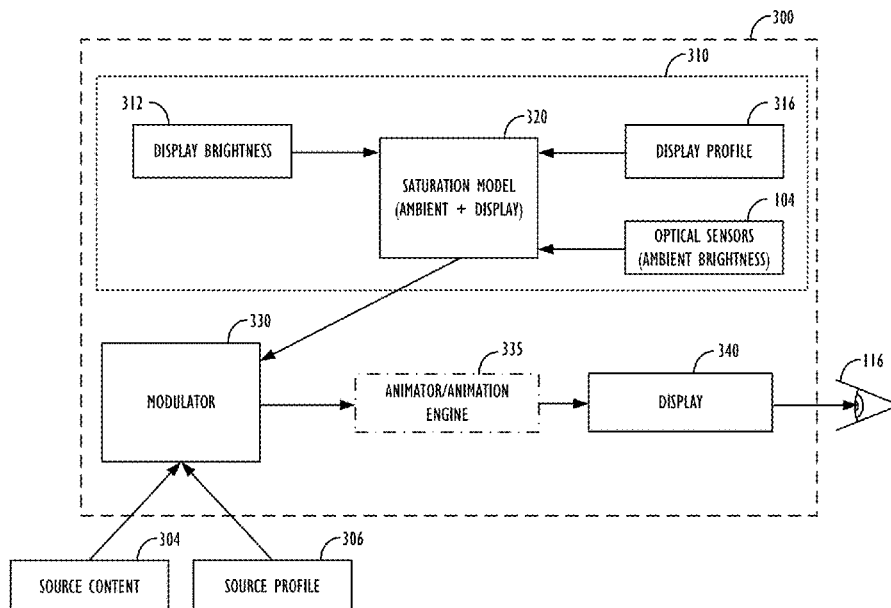 300
310
312
320
316
DISPLAY BRIGHTNESS
SATURATION MODEL
(AMBIENT + DISPLAY)
DISPLAY PROFILE
104
OPTICAL SENSORS
(AMBIENT BRIGHTNESS)
330
335
340
116
MODULATOR
ANIMATOR/ANIMATION
ENGINE
DISPLAY
304
306
SOURCE CONTENT
SOURCE PROFILE